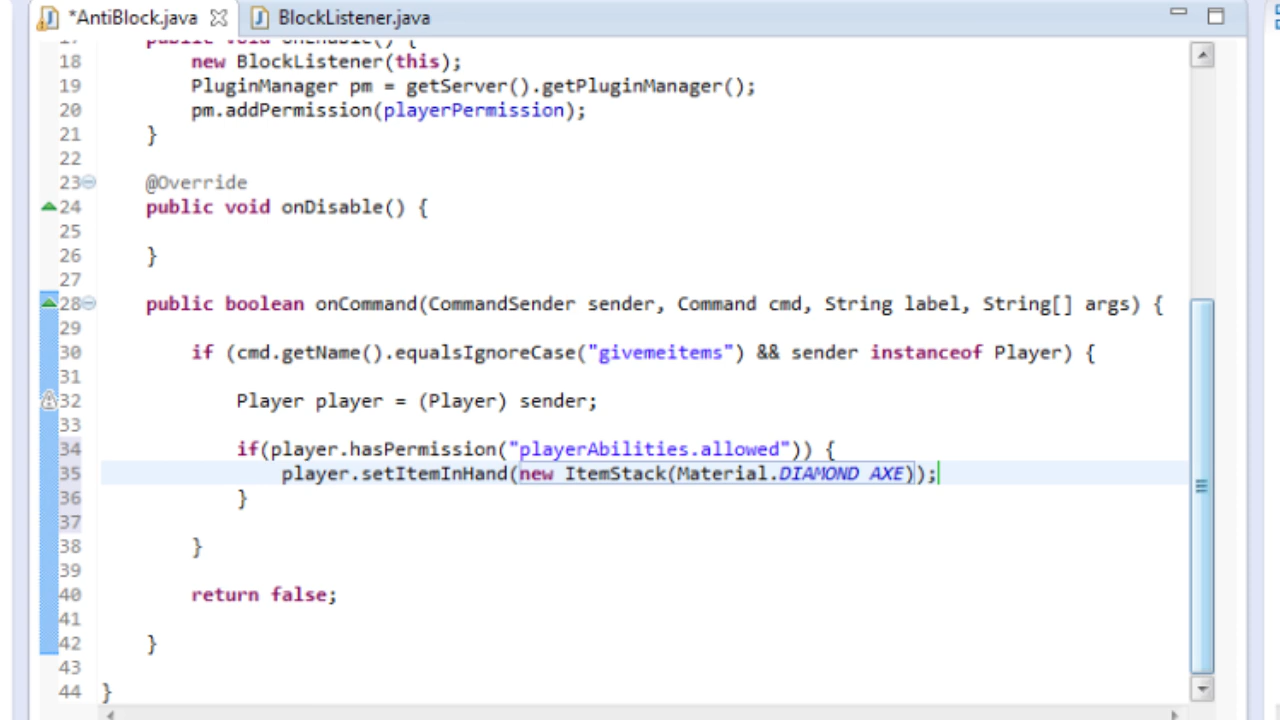 *AntiBlock.java
BlockListener.java
17 public void onEnable() {
18 new BlockListener(this);
19 PluginManager pm = getServer().getPluginManager();
20 pm.addPermission(playerPermission);
21 }
22
23 @Override
24 public void onDisable() {
25
26 }
27
28 public boolean onCommand(CommandSender sender, Command cmd, String label, String[] args) {
29
30 if (cmd.getName().equalsIgnoreCase("givemeitems") && sender instanceof Player) {
31
32 Player player = (Player) sender;
33
34 if(player.hasPermission("playerAbilities.allowed")) {
35 player.setItemInHand(new ItemStack(Material.DIAMOND_AXE));
36 }
37
38 }
39
40 return false;
41
42 }
43
44 }